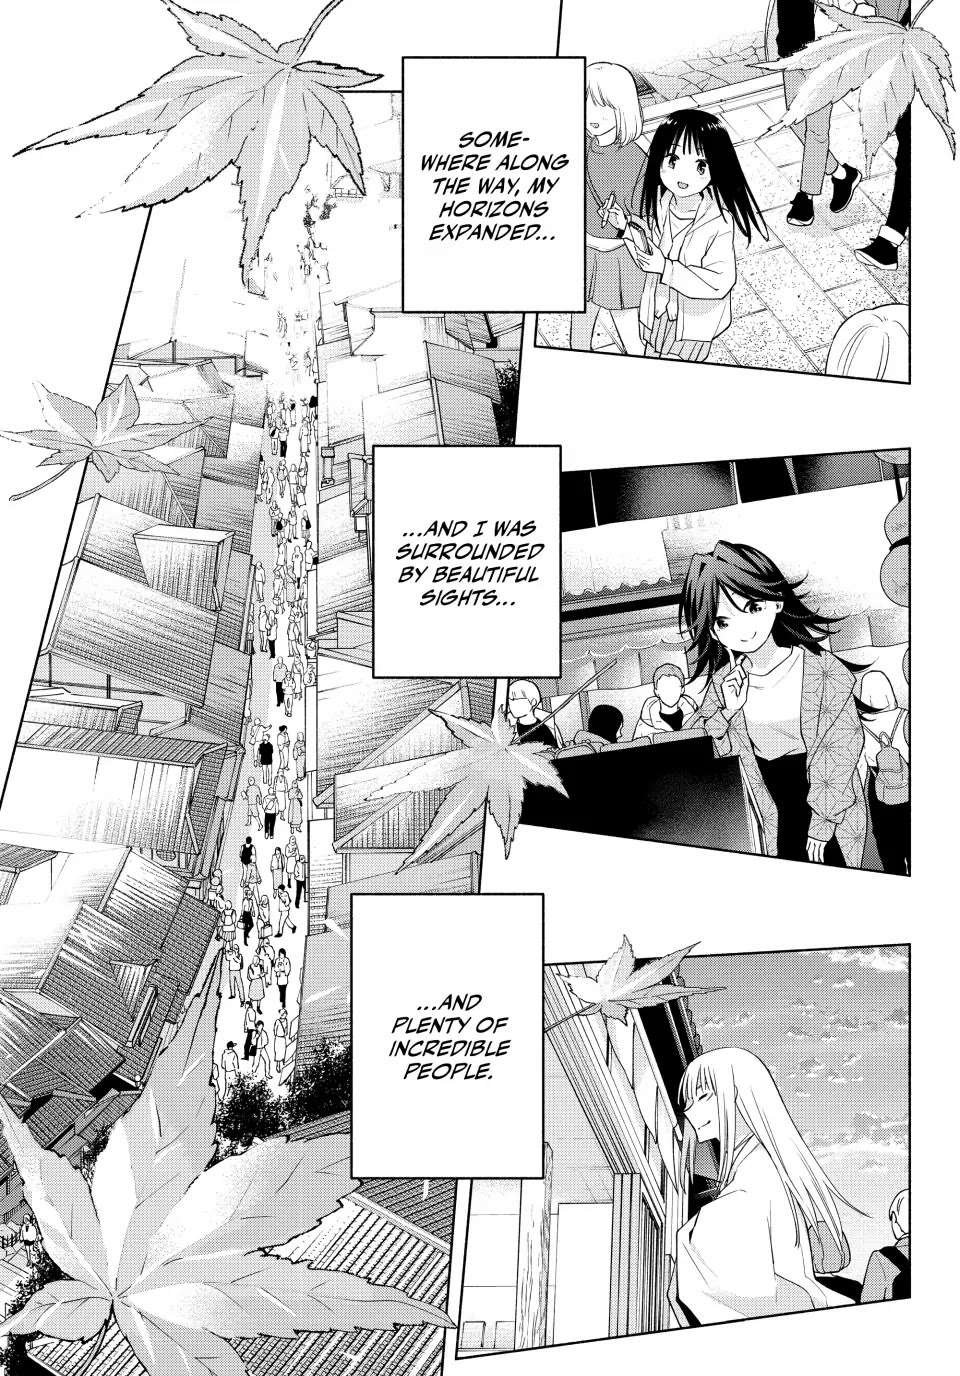 SOME-
WHERE ALONG
THE WAY, MY
HORIZONS
EXPANDED...
...AND I WAS
SURROUNDED
BY BEAUTIFUL
SIGHTS...
...AND
PLENTY OF
INCREDIBLE
PEOPLE.